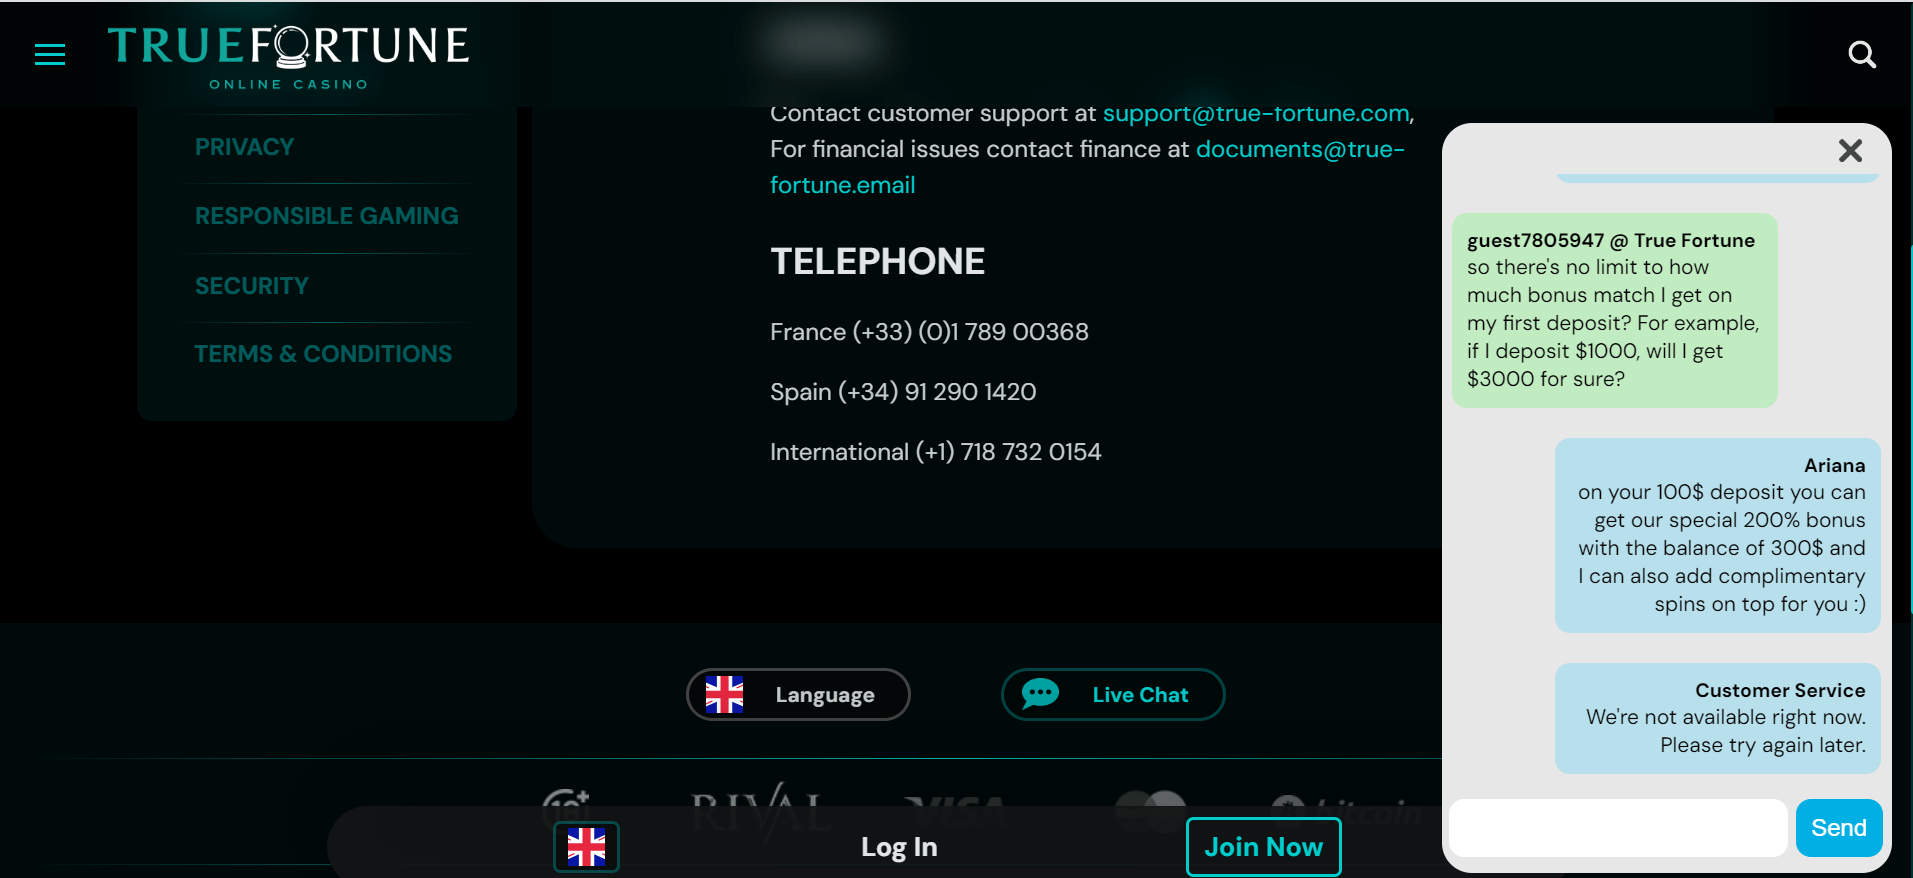 TRUEFORTUNE
ONLINE CASINO
PRIVACY
RESPONSIBLE GAMING
SECURITY
TERMS & CONDITIONS
Contact customer support at support@true-fortune.com,
For financial issues contact finance at documents@true-
fortune.email
TELEPHONE
France (+33) (0)1 789 00368
Spain (+34) 91 290 1420
International (+1) 718 732 0154
guest7805947 @ True Fortune
so there's no limit to how
much bonus match I get on
my first deposit? For example,
if I deposit $1000, will I get
$3000 for sure?
Ariana
on your 100$ deposit you can
get our special 200% bonus
with the balance of 300$ and
I can also add complimentary
spins on top for you :)
Customer Service
We're not available right now.
Please try again later.
Send
Language
Live Chat
18+
RIVAL
VISA
bitcoin
Log In
Join Now